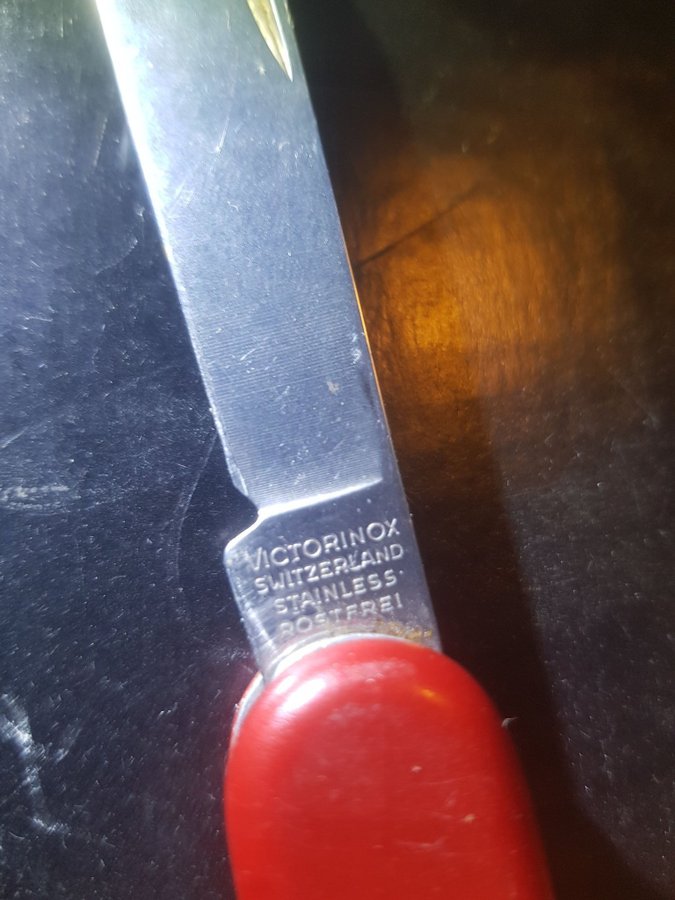 VICTORINOX
SWITZERLAND
STAINLESS
ROSTFREI